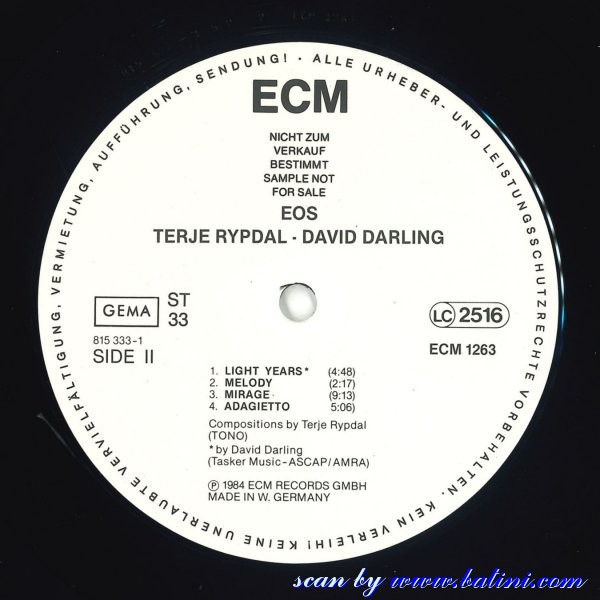 ALLE URHEBER- UND LEISTUNGSSCHUTZRECHTE VORBEHALTEN. KEIN VERLEIH! KEINE UNERLAUBTE VERVIELFÄLTIGUNG, VERMIETUNG, AUFFÜHRUNG, SENDUNG! ·
ECM
NICHT ZUM
VERKAUF
BESTIMMT
SAMPLE NOT
FOR SALE
EOS
TERJE RYPDAL - DAVID DARLING
GEMA
ST
33
LC 2516
815 333-1
SIDE II
ECM 1263
1. LIGHT YEARS* (4:48)
2. MELODY (2:17)
3. MIRAGE (9:13)
4. ADAGIETTO 5:06)
Compositions by Terje Rypdal
(TONO)
* by David Darling
(Tasker Music-ASCAP/AMRA)
Ⓟ 1984 ECM RECORDS GMBH
MADE IN W. GERMANY
scan by www.batini.com